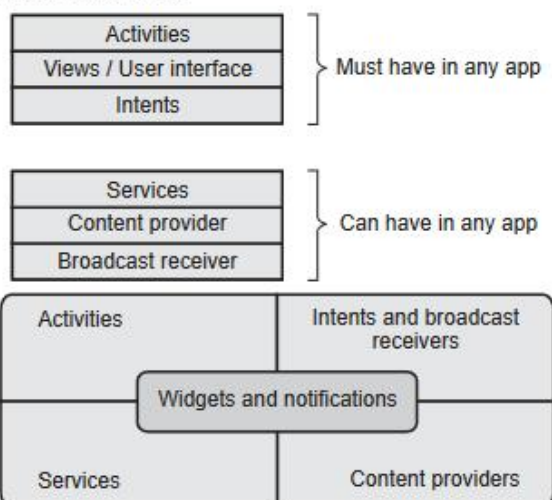 Activities
Views / User interface
Intents
Must have in any app
Services
Content provider
Broadcast receiver
Can have in any app
Activities
Intents and broadcast
receivers
Widgets and notifications
Services
Content providers